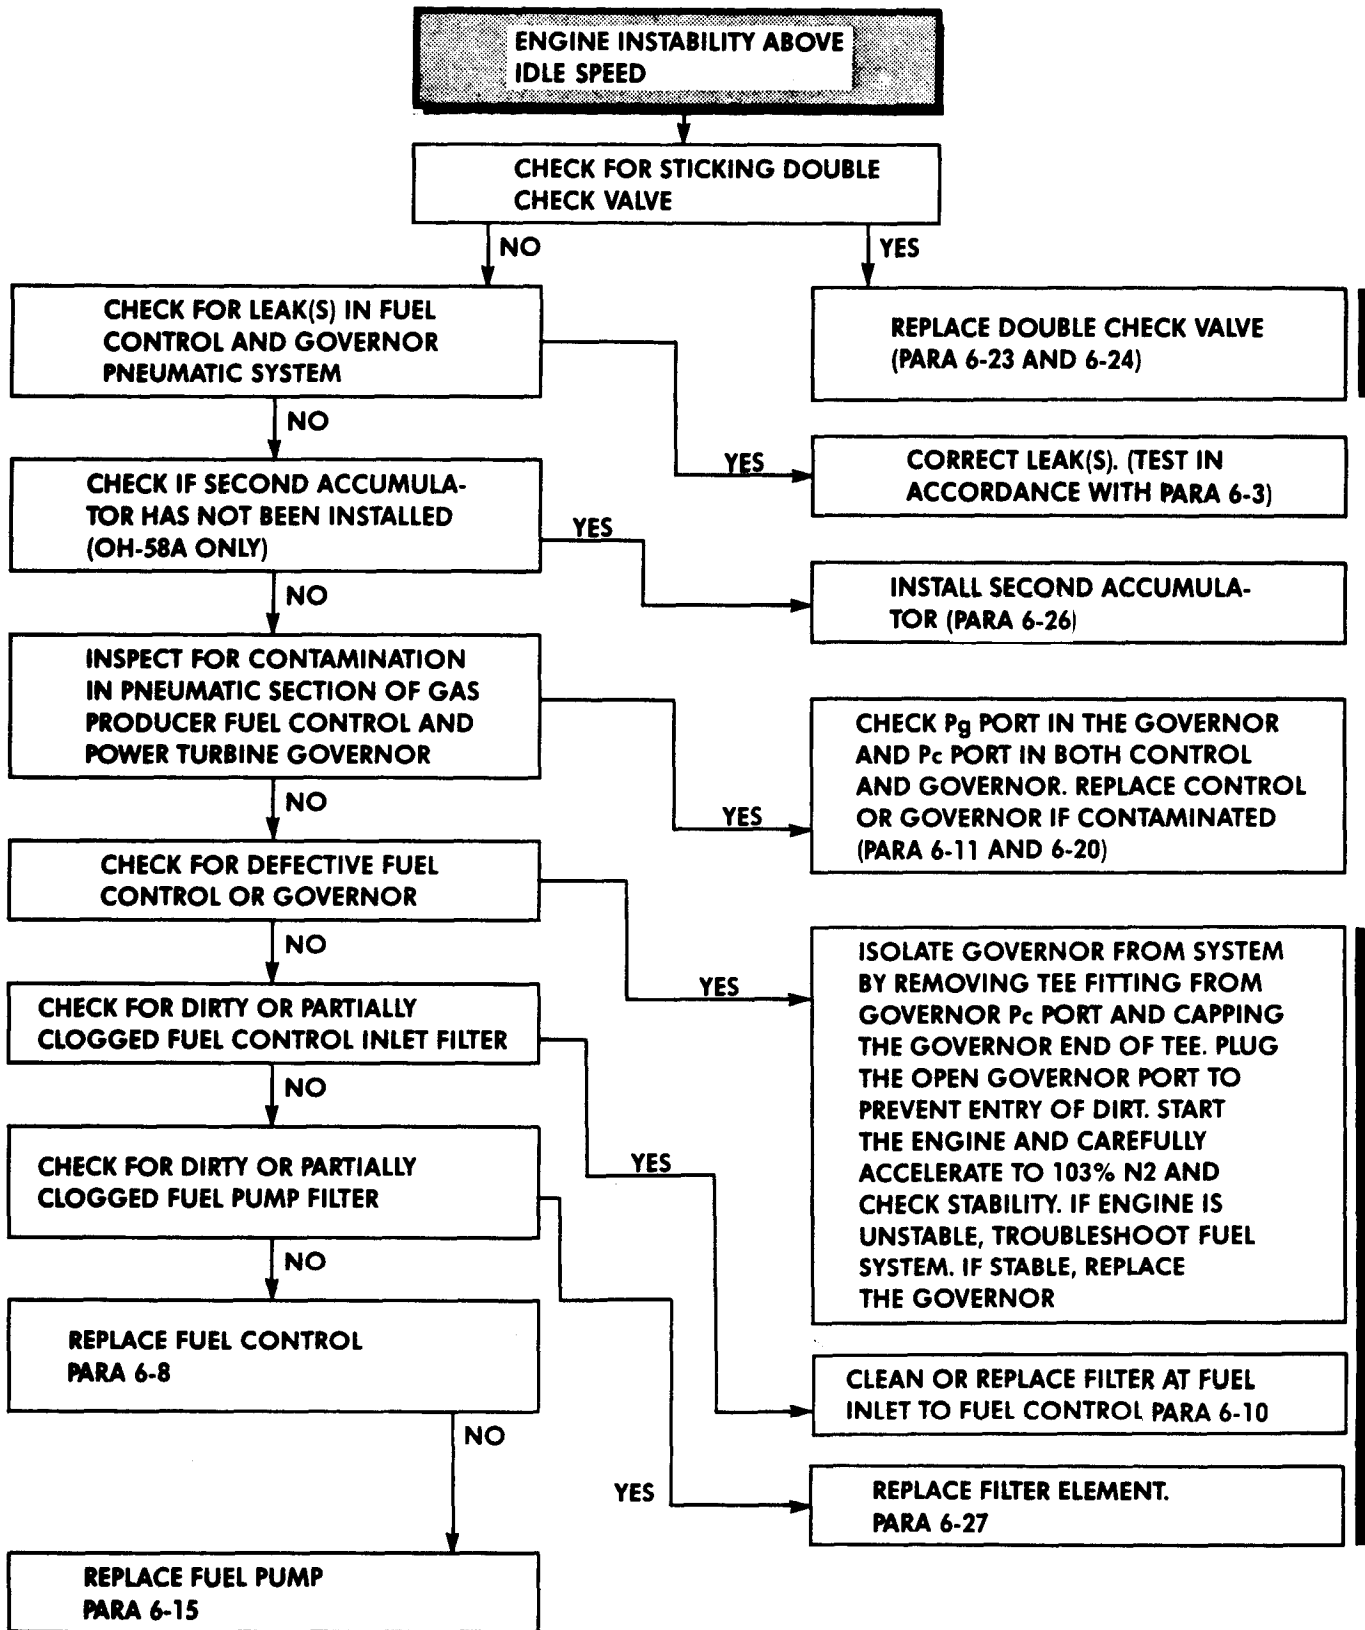 ENGINE INSTABILITY ABOVE
IDLE SPEED
CHECK FOR STICKING DOUBLE
CHECK VALVE
NO
YES
CHECK FOR LEAK(S) IN FUEL
CONTROL AND GOVERNOR
PNEUMATIC SYSTEM
REPLACE DOUBLE CHECK VALVE
(PARA 6-23 AND 6-24)
NO
YES
CORRECT LEAK(S). (TEST IN
ACCORDANCE WITH PARA 6-3)
CHECK IF SECOND ACCUMULA-
TOR HAS NOT BEEN INSTALLED
(OH-58A ONLY)
YES
INSTALL SECOND ACCUMULA-
TOR (PARA 6-26)
NO
INSPECT FOR CONTAMINATION
IN PNEUMATIC SECTION OF GAS
PRODUCER FUEL CONTROL AND
POWER TURBINE GOVERNOR
YES
CHECK Pg PORT IN THE GOVERNOR
AND Pc PORT IN BOTH CONTROL
AND GOVERNOR. REPLACE CONTROL
OR GOVERNOR IF CONTAMINATED
(PARA 6-11 AND 6-20)
NO
CHECK FOR DEFECTIVE FUEL
CONTROL OR GOVERNOR
YES
ISOLATE GOVERNOR FROM SYSTEM
BY REMOVING TEE FITTING FROM
GOVERNOR Pc PORT AND CAPPING
THE GOVERNOR END OF TEE. PLUG
THE OPEN GOVERNOR PORT TO
PREVENT ENTRY OF DIRT. START
THE ENGINE AND CAREFULLY
ACCELERATE TO 103% N2 AND
CHECK STABILITY. IF ENGINE IS
UNSTABLE, TROUBLESHOOT FUEL
SYSTEM. IF STABLE, REPLACE
THE GOVERNOR
NO
CHECK FOR DIRTY OR PARTIALLY
CLOGGED FUEL CONTROL INLET FILTER
YES
CLEAN OR REPLACE FILTER AT FUEL
INLET TO FUEL CONTROL PARA 6-10
NO
CHECK FOR DIRTY OR PARTIALLY
CLOGGED FUEL PUMP FILTER
YES
REPLACE FILTER ELEMENT.
PARA 6-27
NO
REPLACE FUEL CONTROL
PARA 6-8
NO
REPLACE FUEL PUMP
PARA 6-15